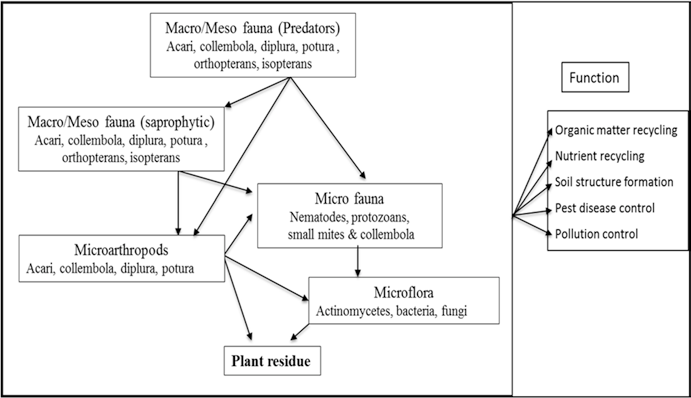 Macro/Meso fauna (Predators)
Acari, collembola, diplura, potura ,
orthopterans, isopterans
Macro/Meso fauna (saprophytic)
Acari, collembola, diplura, potura ,
orthopterans, isopterans
Micro fauna
Nematodes, protozoans,
small mites & collembola
Microarthropods
Acari, collembola, diplura, potura
Microflora
Actinomycetes, bacteria, fungi
Plant residue
Function
Organic matter recycling
Nutrient recycling
Soil structure formation
Pest disease control
Pollution control